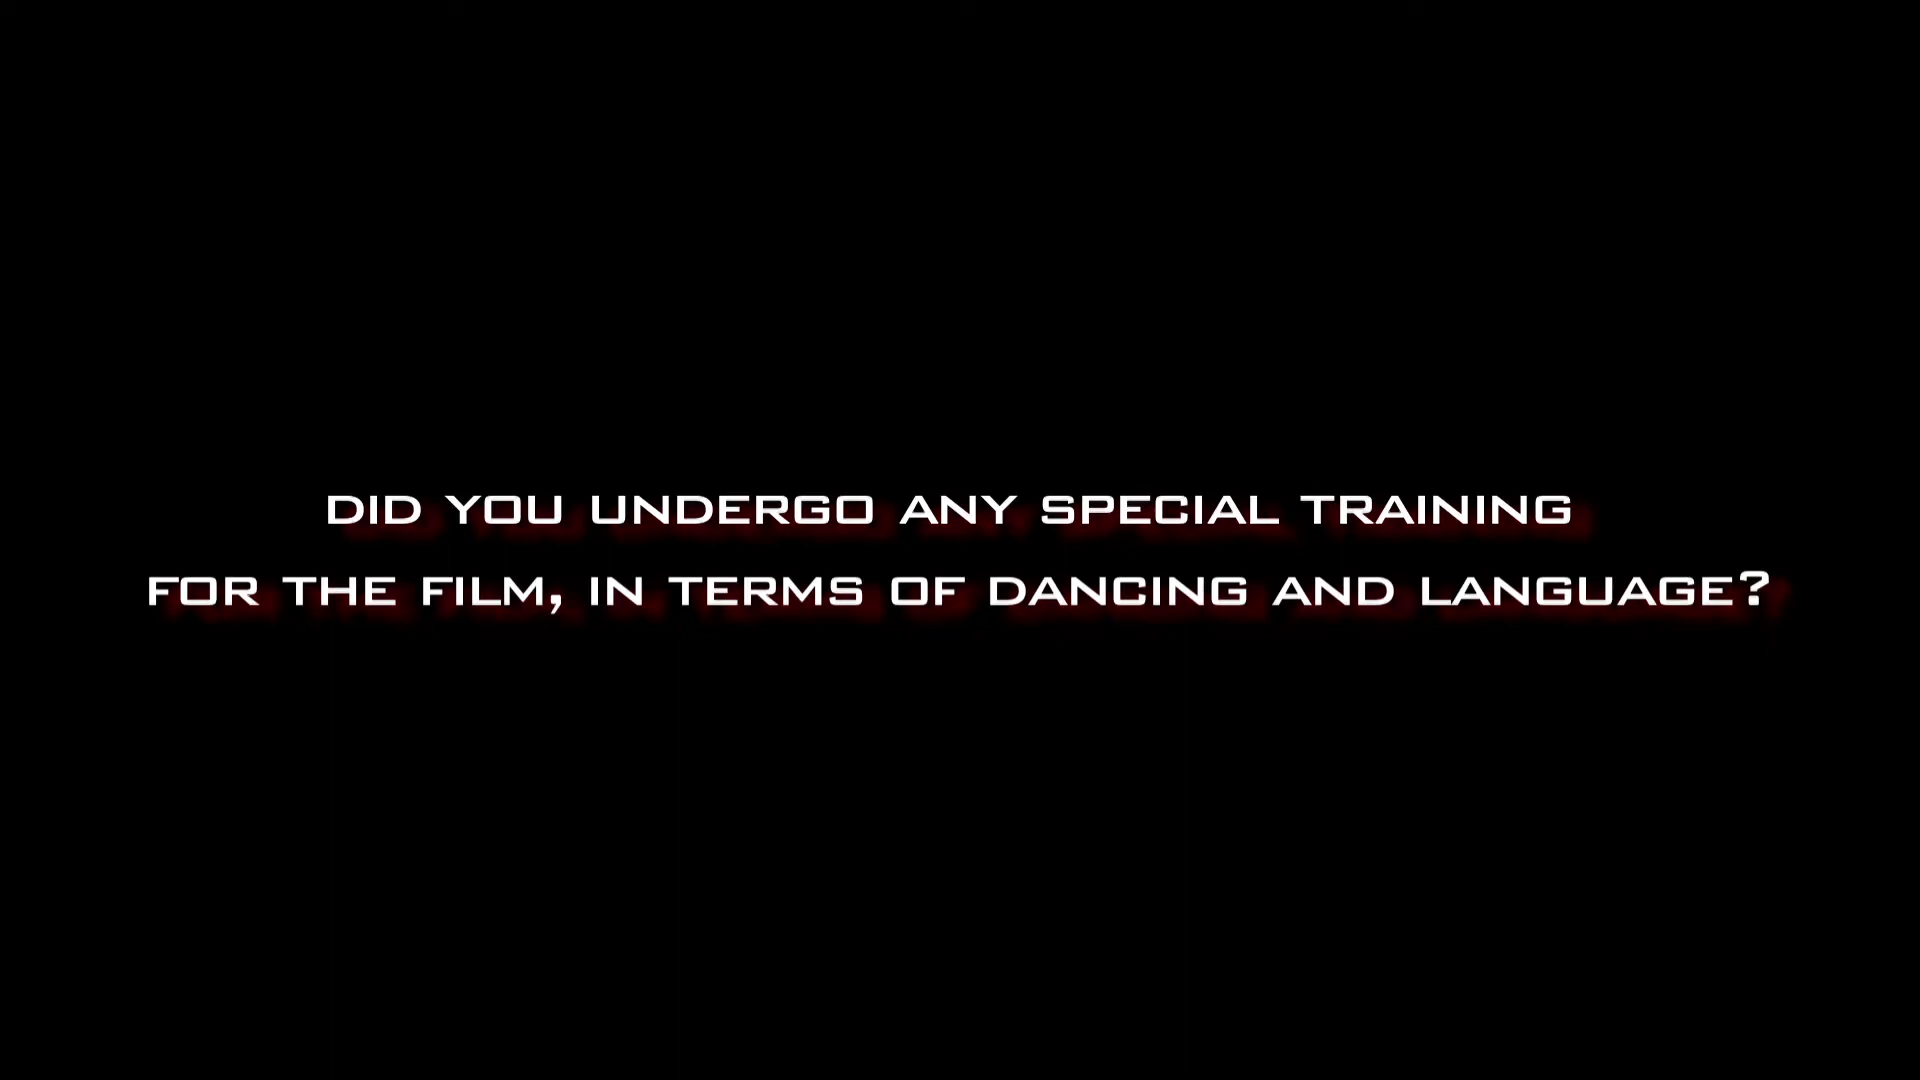 DID YOU UNDERGO ANY SPECIAL TRAINING
FOR THE FILM, IN TERMS OF DANCING AND LANGUAGE?